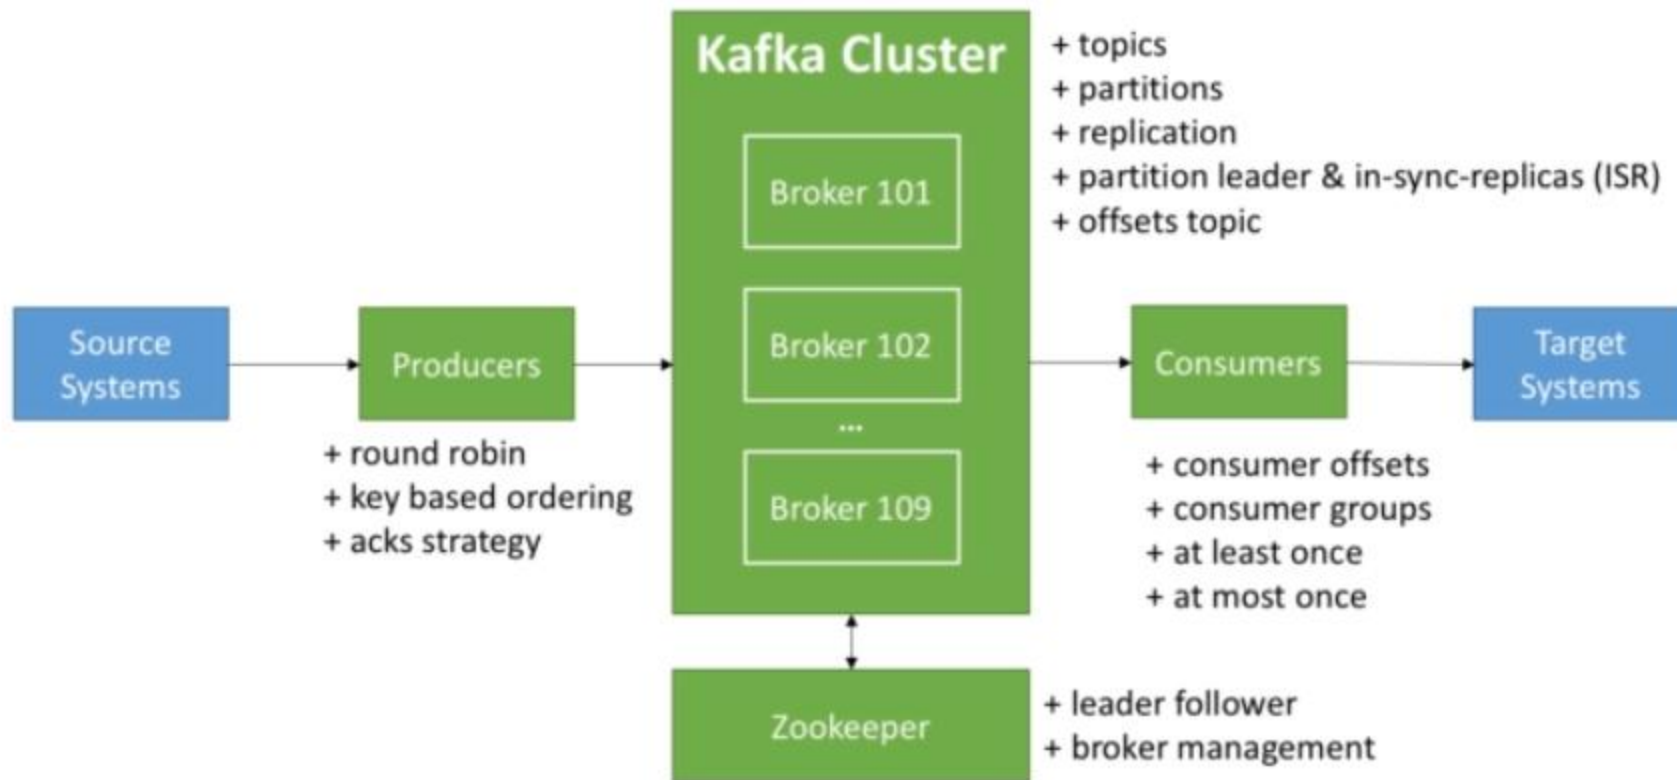 Kafka Cluster
Broker 101
Broker 102
...
Broker 109
+ topics
+ partitions
+ replication
+ partition leader & in-sync-replicas (ISR)
+ offsets topic
Source
Systems
Producers
+ round robin
+ key based ordering
+ acks strategy
Consumers
+ consumer offsets
+ consumer groups
+ at least once
+ at most once
Target
Systems
Zookeeper
+ leader follower
+ broker management